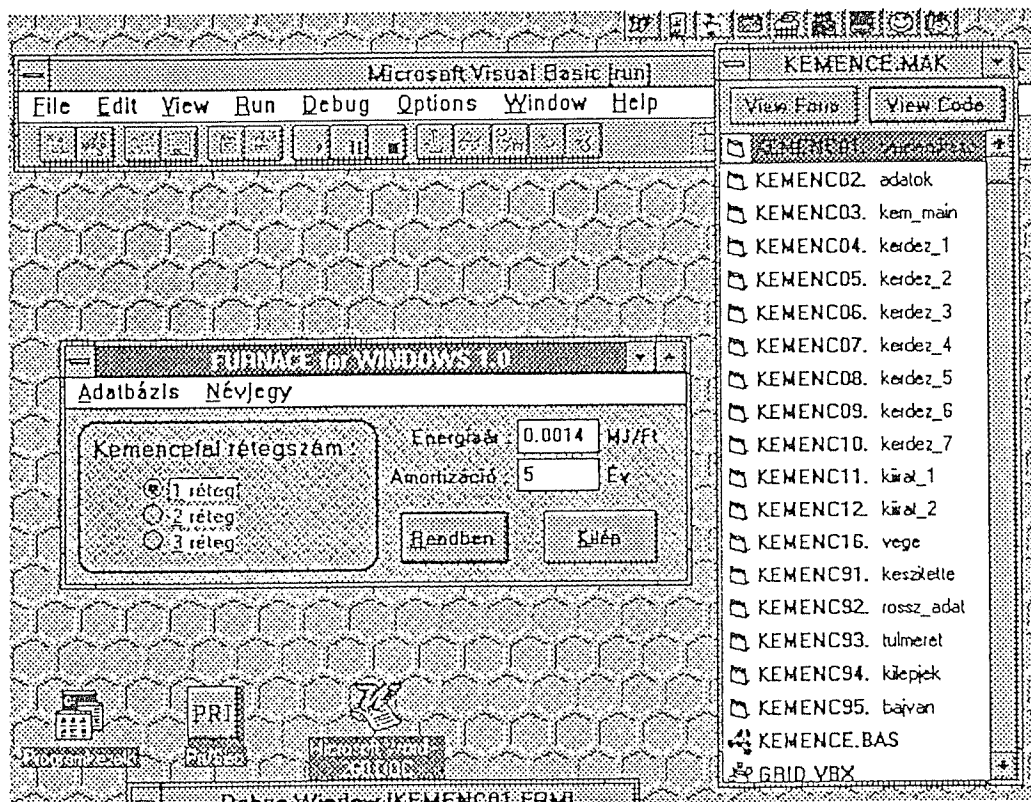 Microsoft Visual Basic [run]
File Edit View Run Debug Options Window Help
KEMENCE.MAK
View Form View Code
KEMENC01.
KEMENC02. adatok
KEMENC03. kem_main
KEMENC04. kerdez_1
KEMENC05. kerdez_2
KEMENC06. kerdez_3
KEMENC07. kerdez_4
KEMENC08. kerdez_5
KEMENC09. kerdez_6
KEMENC10. kerdez_7
KEMENC11. kiirat_1
KEMENC12. kiirat_2
KEMENC16. vege
KEMENC91. keszitette
KEMENC92. rossz_adat
KEMENC93. tulmeret
KEMENC94. kilepjek
KEMENC95. bajvan
KEMENCE.BAS
GRID.VBX
FURNACE for WINDOWS 1.0
Adatbázis Névjegy
Kemencefal rétegszám :
1 réteg
2 réteg
3 réteg
Energiaár : 0.0014 MJ/Ft
Amortizáció : 5 Év
Rendben Kilép
PRT
Debug Window [KEMENC01.FRM]